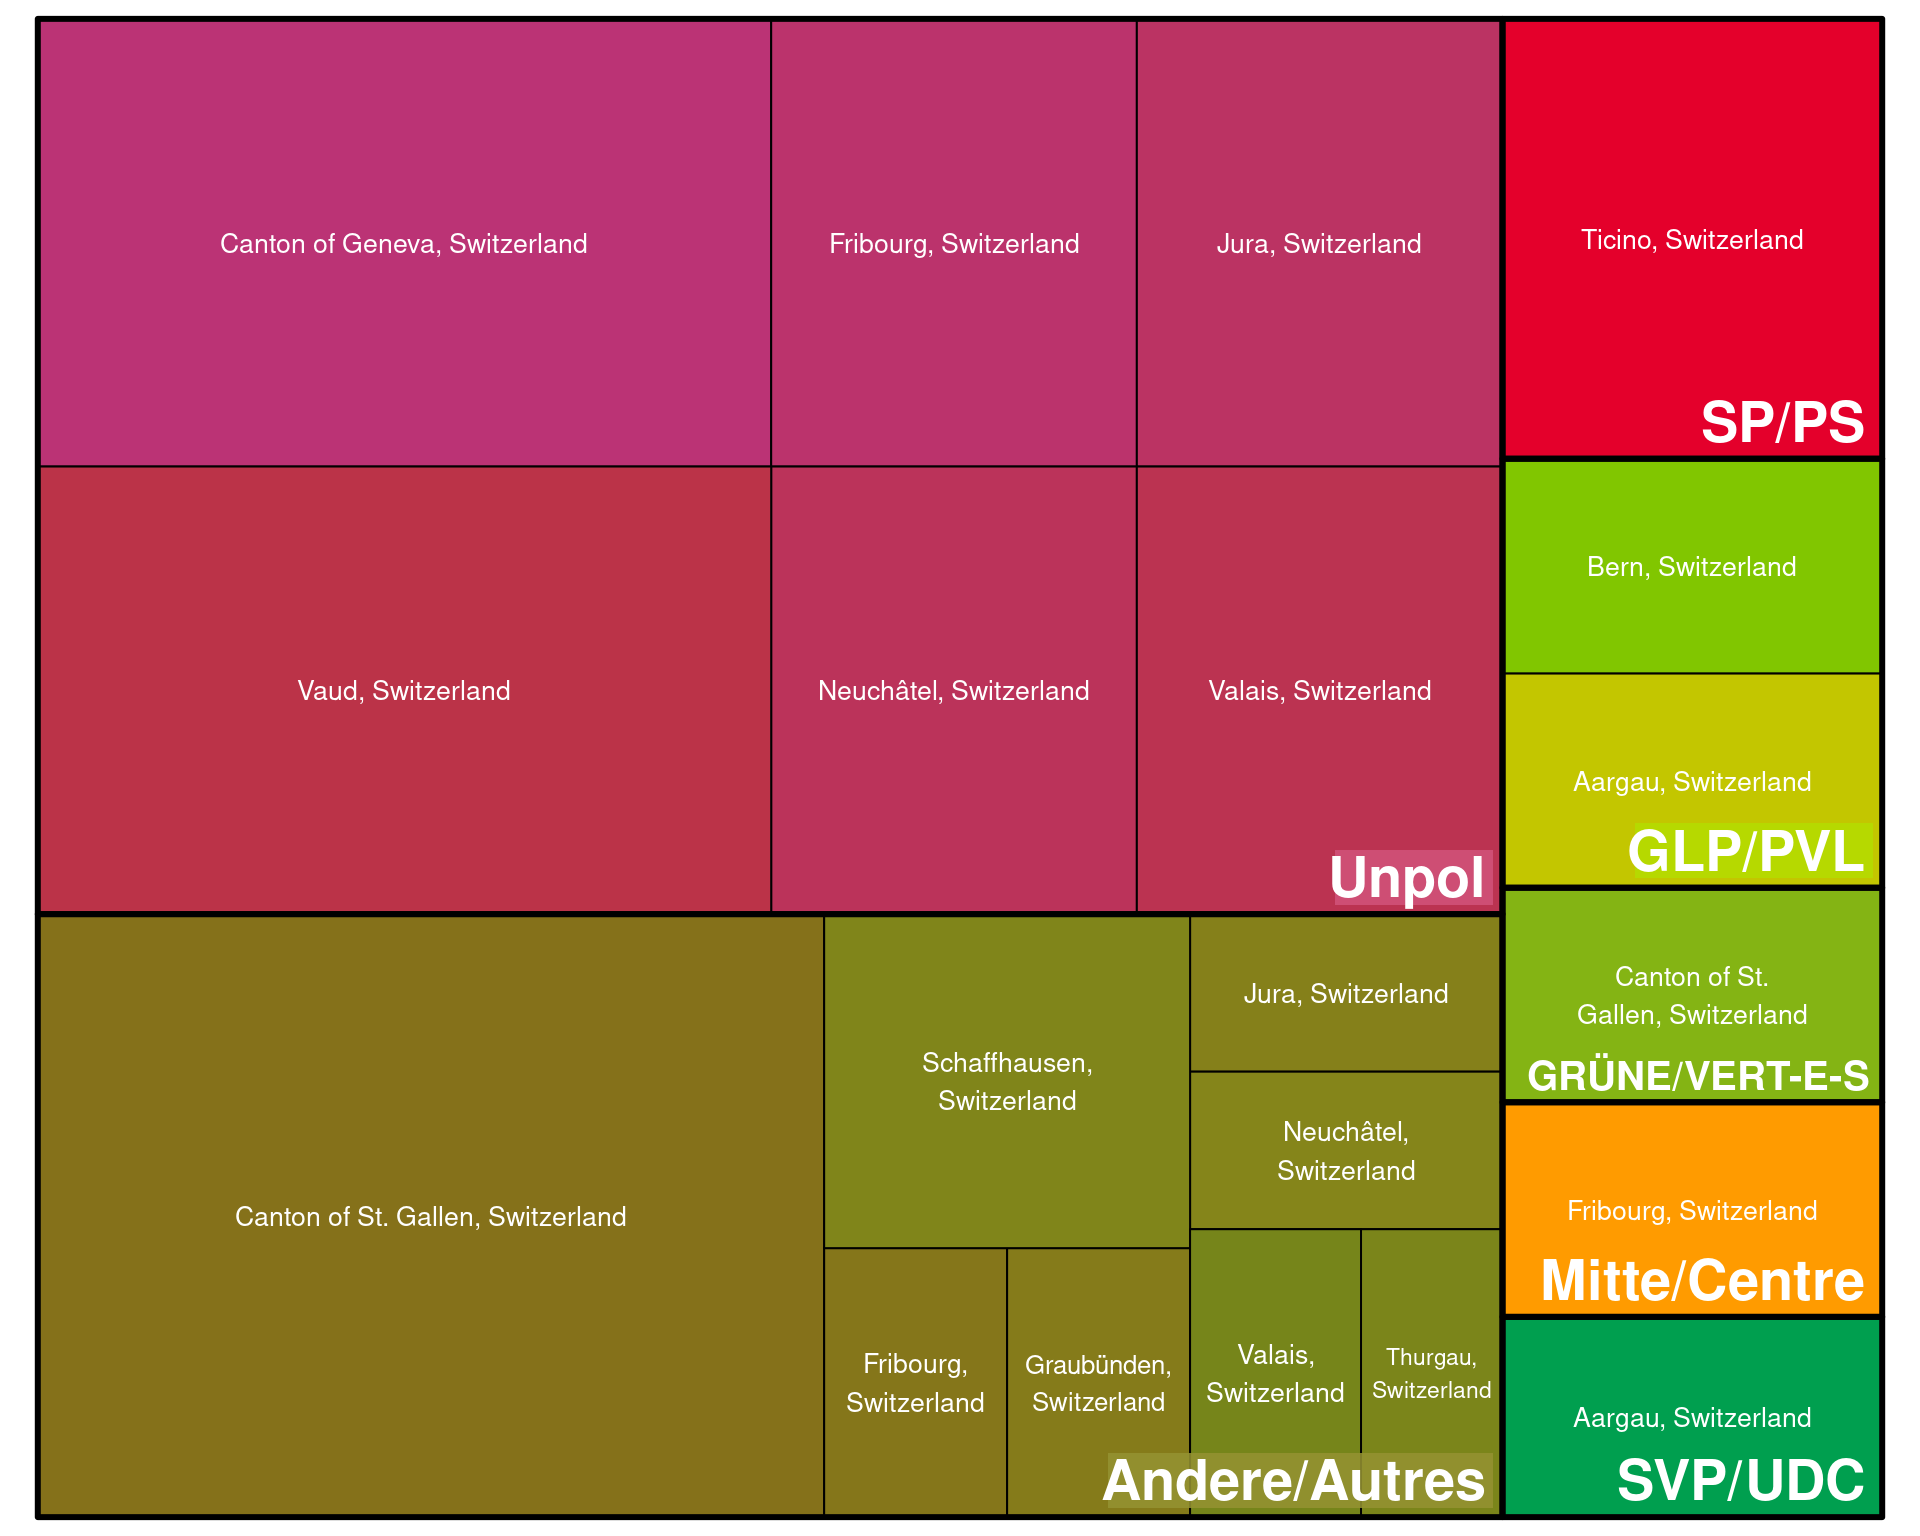 Canton of Geneva, Switzerland
Fribourg, Switzerland
Jura, Switzerland
Vaud, Switzerland
Neuchâtel, Switzerland
Valais, Switzerland
Unpol
Canton of St. Gallen, Switzerland
Schaffhausen,
Switzerland
Jura, Switzerland
Neuchâtel,
Switzerland
Fribourg,
Switzerland
Graubünden,
Switzerland
Valais,
Switzerland
Thurgau,
Switzerland
Andere/Autres
Ticino, Switzerland
SP/PS
Bern, Switzerland
Aargau, Switzerland
GLP/PVL
Canton of St.
Gallen, Switzerland
GRÜNE/VERT-E-S
Fribourg, Switzerland
Mitte/Centre
Aargau, Switzerland
SVP/UDC